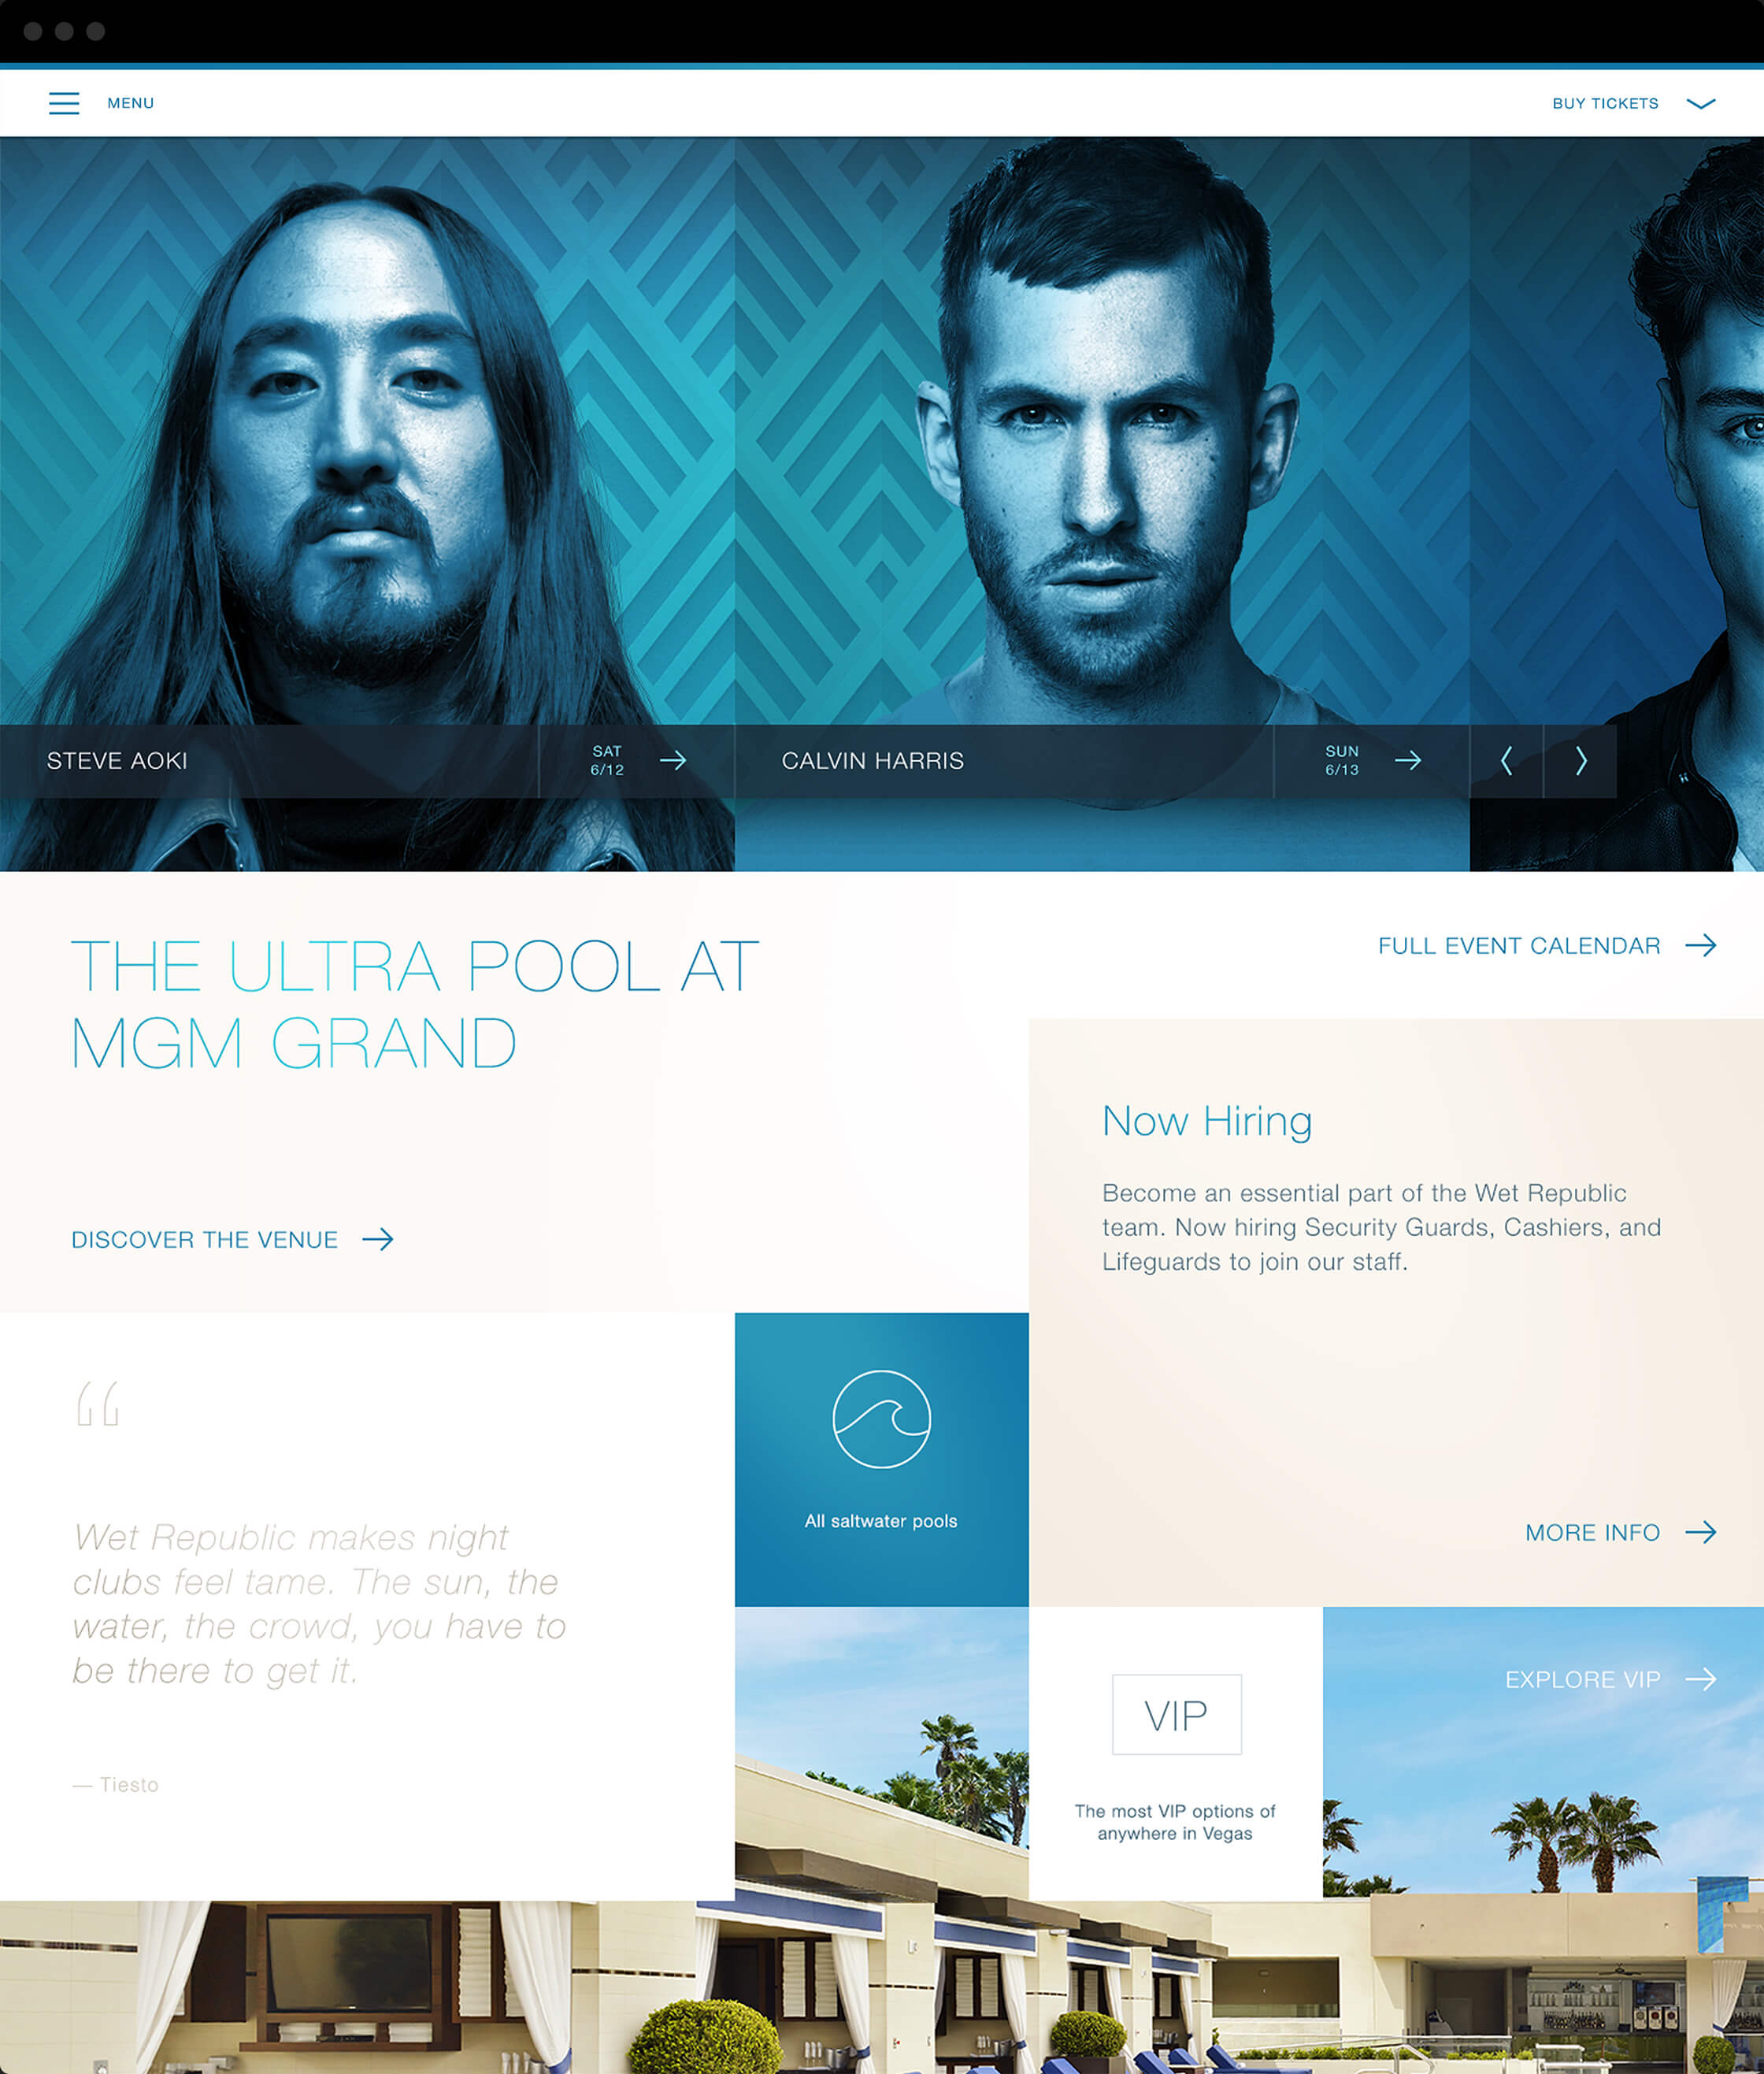 MENU
BUY TICKETS
STEVE AOKI
SAT
6/12
CALVIN HARRIS
SUN
6/13
THE ULTRA POOL AT
MGM GRAND
DISCOVER THE VENUE
FULL EVENT CALENDAR
Now Hiring
Become an essential part of the Wet Republic
team. Now hiring Security Guards, Cashiers, and
Lifeguards to join our staff.
MORE INFO
“
Wet Republic makes night
clubs feel tame. The sun, the
water, the crowd, you have to
be there to get it.
— Tiesto
All saltwater pools
VIP
The most VIP options of
anywhere in Vegas
EXPLORE VIP